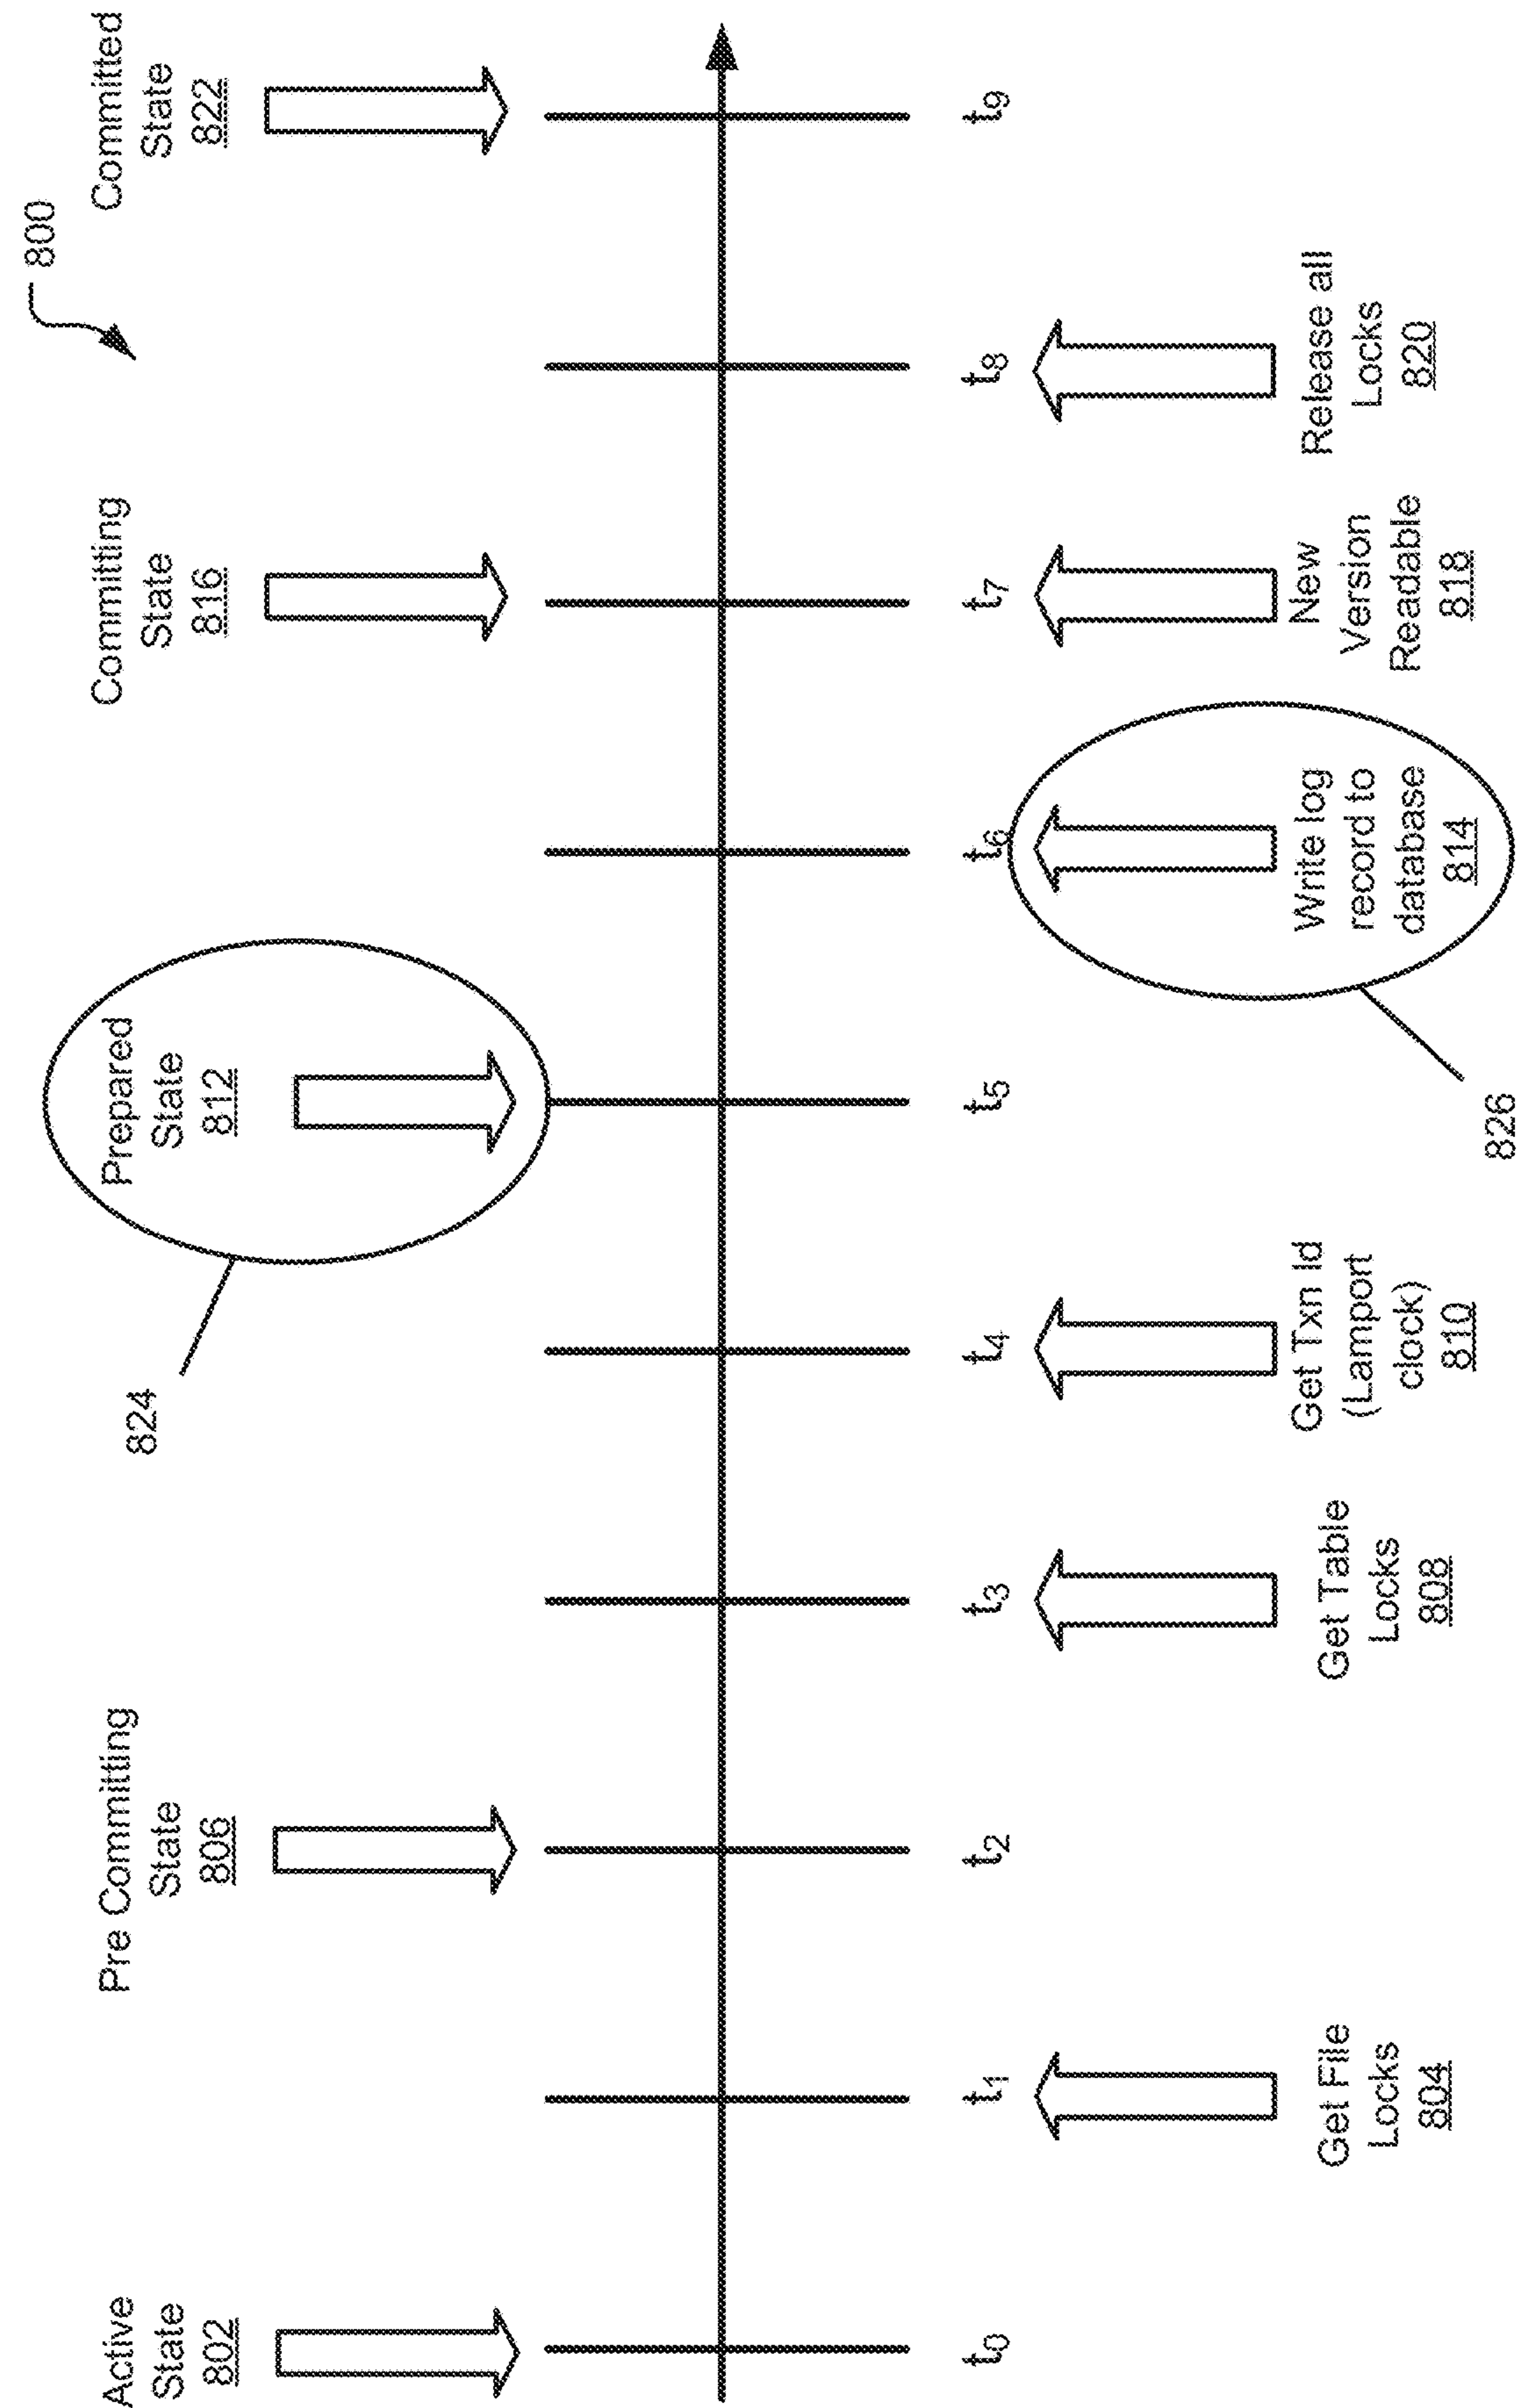 800
Active
State
802
Pre Committing
State
806
824
Prepared
State
812
Committing
State
816
Committed
State
822
t0
t1
t2
t3
t4
t5
t6
t7
t8
t9
Get File
Locks
804
Get Table
Locks
808
Get Txn Id
(Lamport
clock)
810
826
Write log
record to
database
814
New
Version
Readable
818
Release all
Locks
820